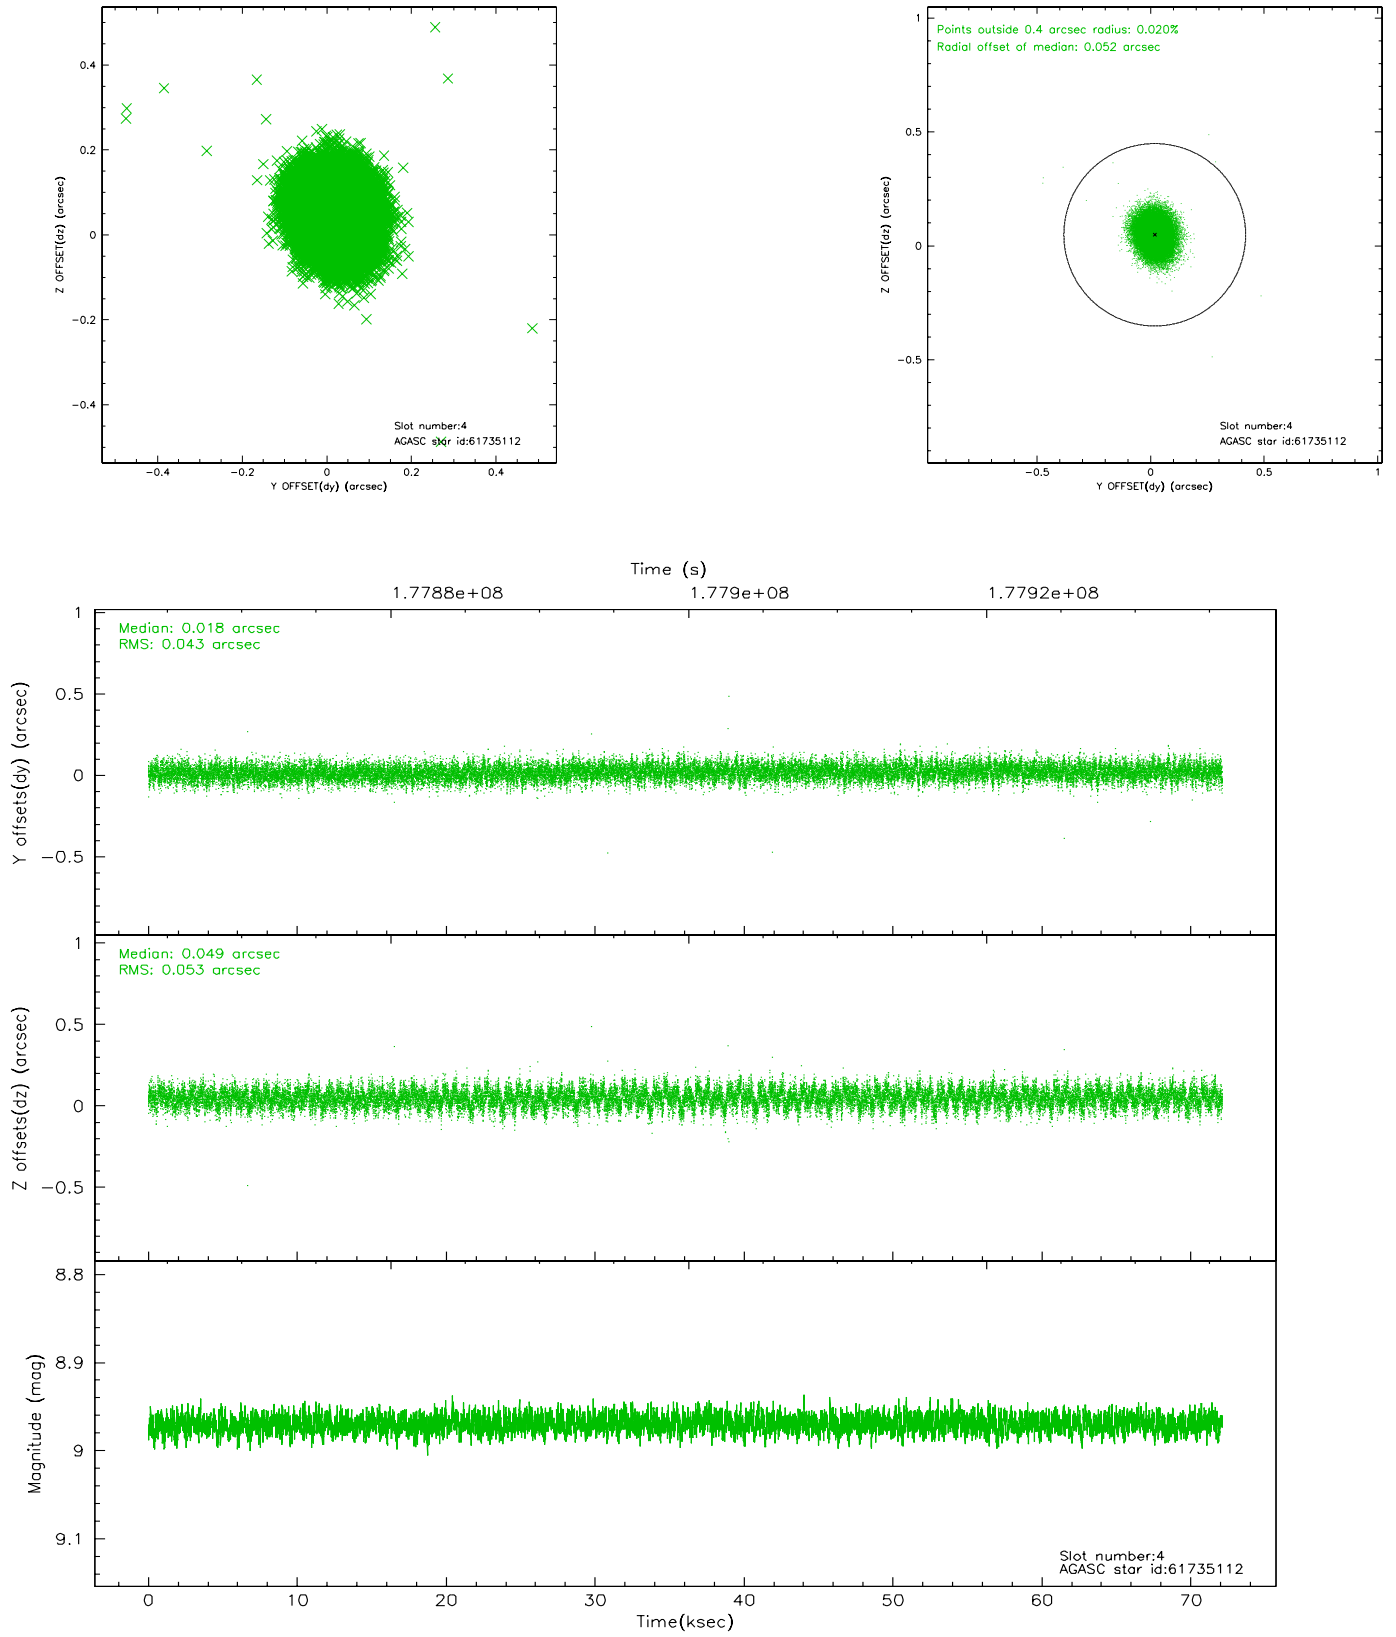 0.4
0.2
0
−0.2
−0.4
Z OFFSET(dz) (arcsec)
Slot number:4
AGASC star id:61735112
−0.4
−0.2
0
0.2
0.4
Y OFFSET(dy) (arcsec)
Points outside 0.4 arcsec radius: 0.020%
Radial offset of median: 0.052 arcsec
1
0.5
0
−0.5
Z OFFSET(dz) (arcsec)
Slot number:4
AGASC star id:61735112
−0.5
0
0.5
1
Y OFFSET(dy) (arcsec)
Time (s)
1.7788e+08
1.779e+08
1.7792e+08
Median: 0.018 arcsec
RMS: 0.043 arcsec
1
0.5
0
−0.5
Y offsets(dy) (arcsec)
Median: 0.049 arcsec
RMS: 0.053 arcsec
1
0.5
0
−0.5
Z offsets(dz) (arcsec)
8.8
8.9
9
9.1
Magnitude (mag)
Slot number:4
AGASC star id:61735112
0
10
20
30
40
50
60
70
Time(ksec)